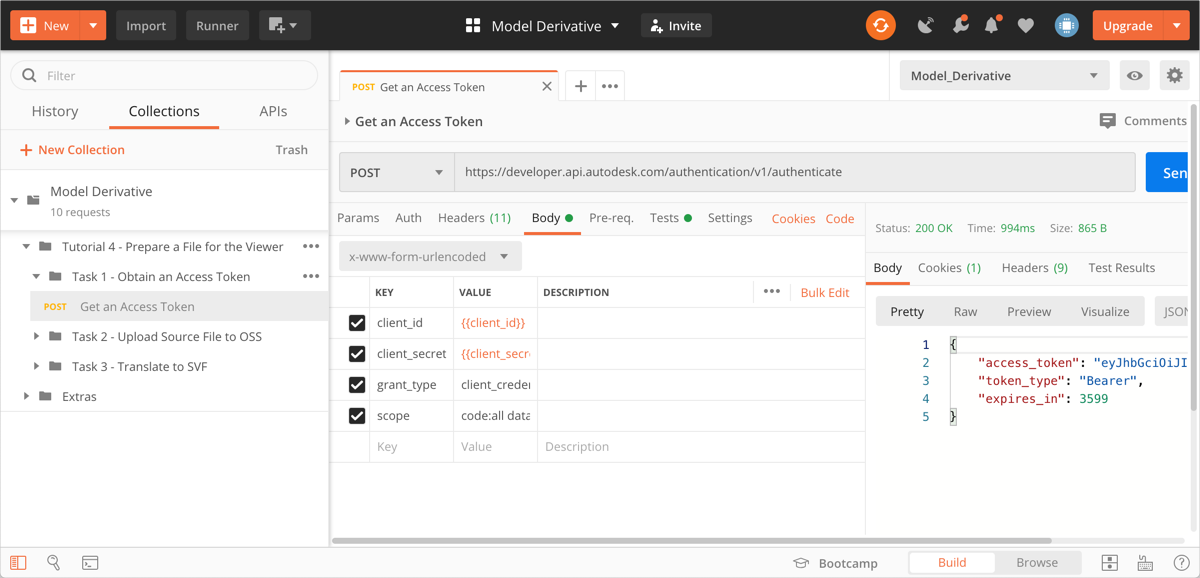 New Import Runner Model Derivative Invite Upgrade
Filter
History Collections APIs
New Collection Trash
Model Derivative
10 requests
Tutorial 4 - Prepare a File for the Viewer
Task 1 - Obtain an Access Token
POST Get an Access Token
Task 2 - Upload Source File to OSS
Task 3 - Translate to SVF
Extras
POST Get an Access Token
Model_Derivative
Get an Access Token
Comments
POST https://developer.api.autodesk.com/authentication/v1/authenticate Sen
Params Auth Headers (11) Body Pre-req. Tests Settings Cookies Code
x-www-form-urlencoded
KEY VALUE DESCRIPTION Bulk Edit
client_id {{client_id}}
client_secret {{client_secr
grant_type client_creden
scope code:all data
Key Value Description
Status: 200 OK Time: 994ms Size: 865 B
Body Cookies (1) Headers (9) Test Results
Pretty Raw Preview Visualize JSON
1 {
2 "access_token": "eyJhbGciOiJI
3 "token_type": "Bearer",
4 "expires_in": 3599
5 }
Bootcamp Build Browse